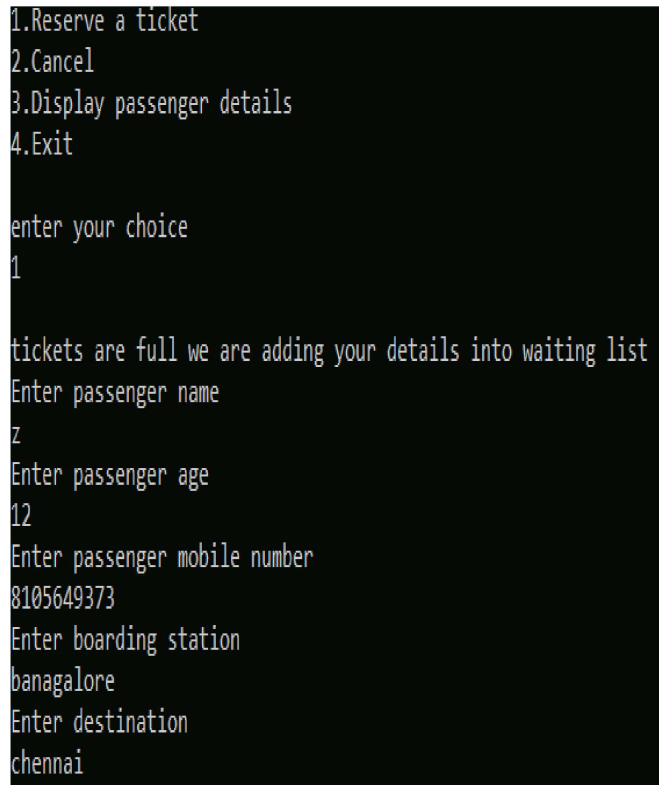 1.Reserve a ticket
2.Cancel
3.Display passenger details
4.Exit
enter your choice
1
tickets are full we are adding your details into waiting list
Enter passenger name
z
Enter passenger age
12
Enter passenger mobile number
8105649373
Enter boarding station
banagalore
Enter destination
chennai